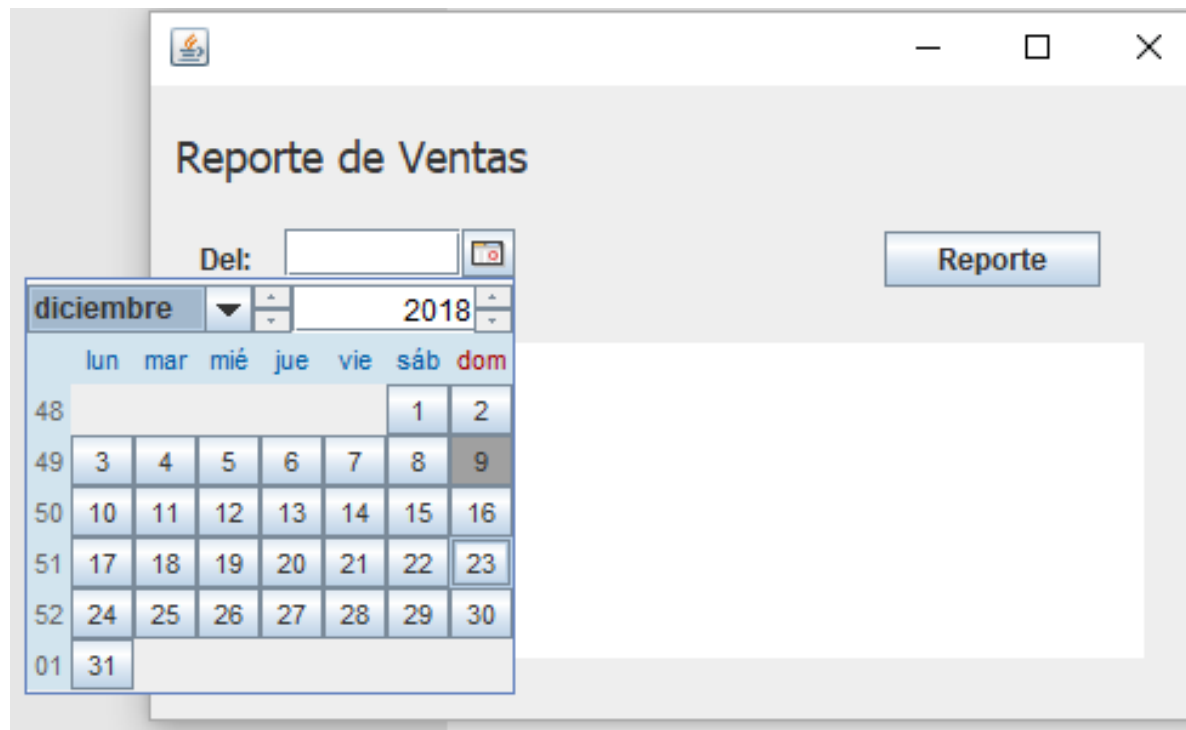 Reporte de Ventas
Del:
Reporte
diciembre 2018
lun mar mié jue vie sáb dom
48 1 2
49 3 4 5 6 7 8 9
50 10 11 12 13 14 15 16
51 17 18 19 20 21 22 23
52 24 25 26 27 28 29 30
01 31